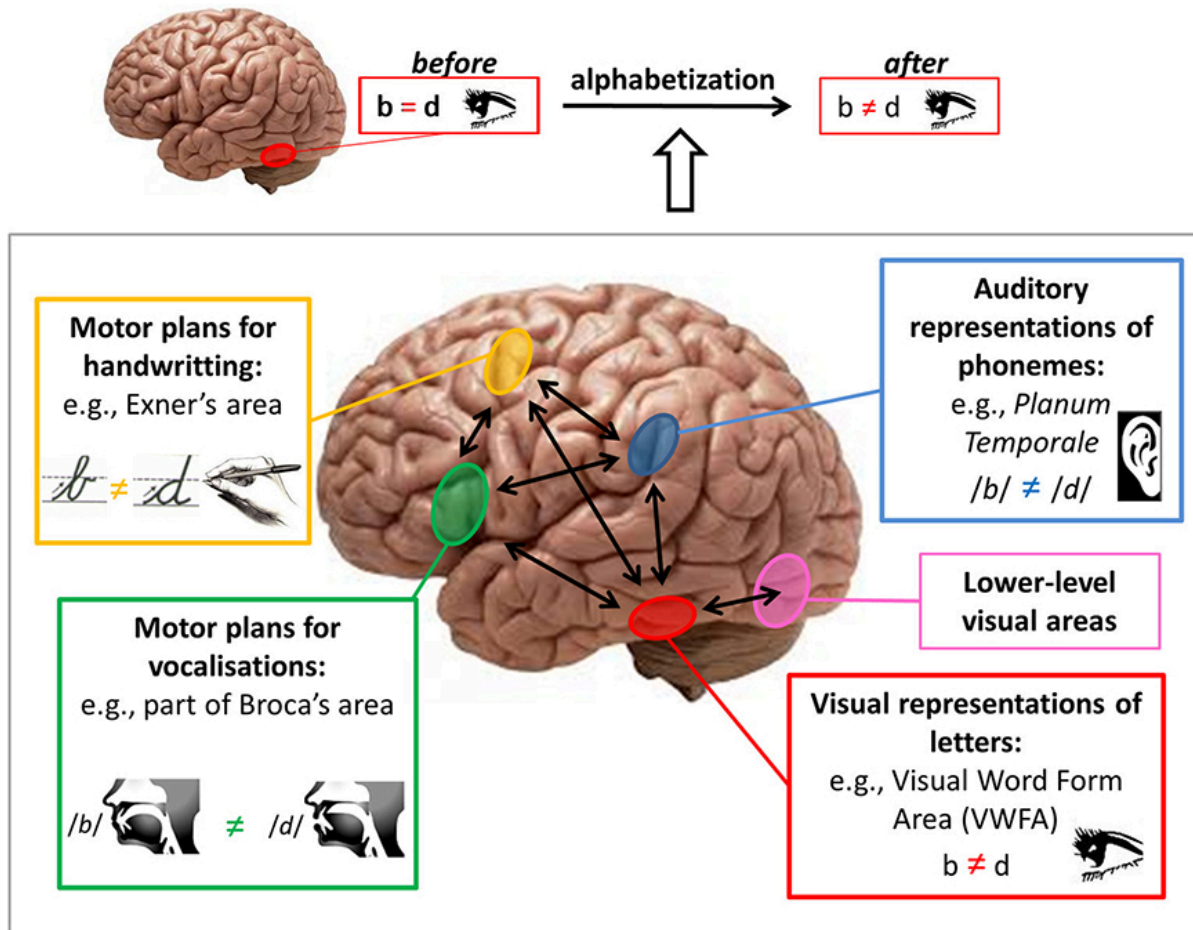 before
b = d
alphabetization
after
b ≠ d
Motor plans for
handwritting:
e.g., Exner's area
b ≠ d
Auditory
representations of
phonemes:
e.g., Planum
Temporale
/b/ ≠ /d/
Motor plans for
vocalisations:
e.g., part of Broca's area
/b/ ≠ /d/
Lower-level
visual areas
Visual representations of
letters:
e.g., Visual Word Form
Area (VWFA)
b ≠ d